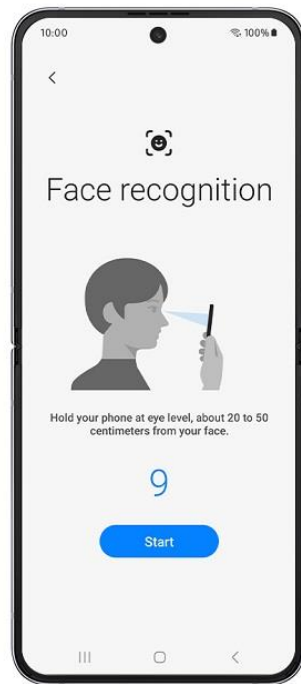 10:00 100%
Face recognition
Hold your phone at eye level, about 20 to 50
centimeters from your face.
9
Start